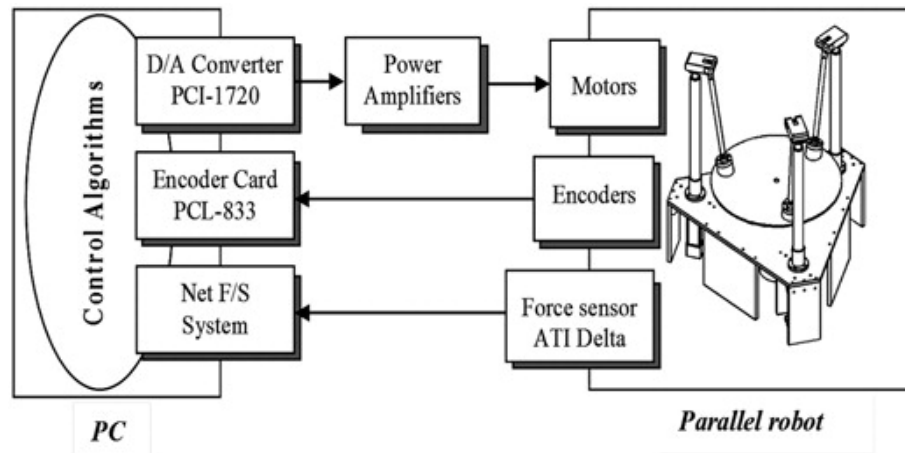 Control Algorithms
D/A Converter
PCI-1720
Power
Amplifiers
Motors
Encoder Card
PCL-833
Encoders
Net F/S
System
Force sensor
ATI Delta
PC
Parallel robot